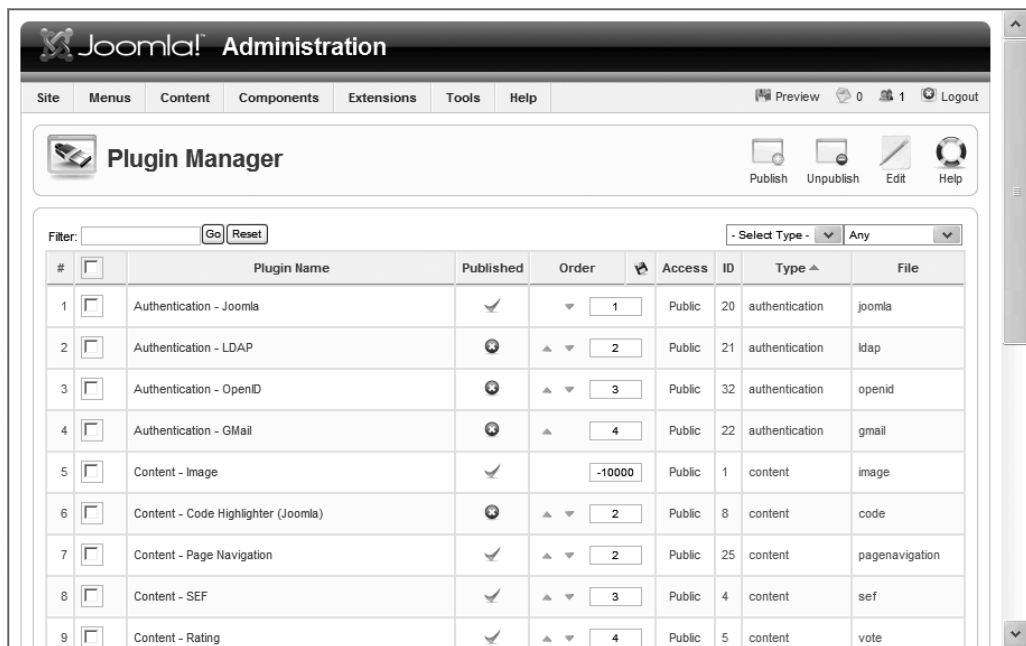 Joomla!™ Administration
Site Menus Content Components Extensions Tools Help Preview 0 1 Logout
Plugin Manager
Publish Unpublish Edit Help
Filter: Go Reset - Select Type - Any
# Plugin Name Published Order Access ID Type File
1 Authentication - Joomla 1 Public 20 authentication joomla
2 Authentication - LDAP 2 Public 21 authentication ldap
3 Authentication - OpenID 3 Public 32 authentication openid
4 Authentication - GMail 4 Public 22 authentication gmail
5 Content - Image -10000 Public 1 content image
6 Content - Code Highlighter (Joomla) 2 Public 8 content code
7 Content - Page Navigation 2 Public 25 content pagenavigation
8 Content - SEF 3 Public 4 content sef
9 Content - Rating 4 Public 5 content vote